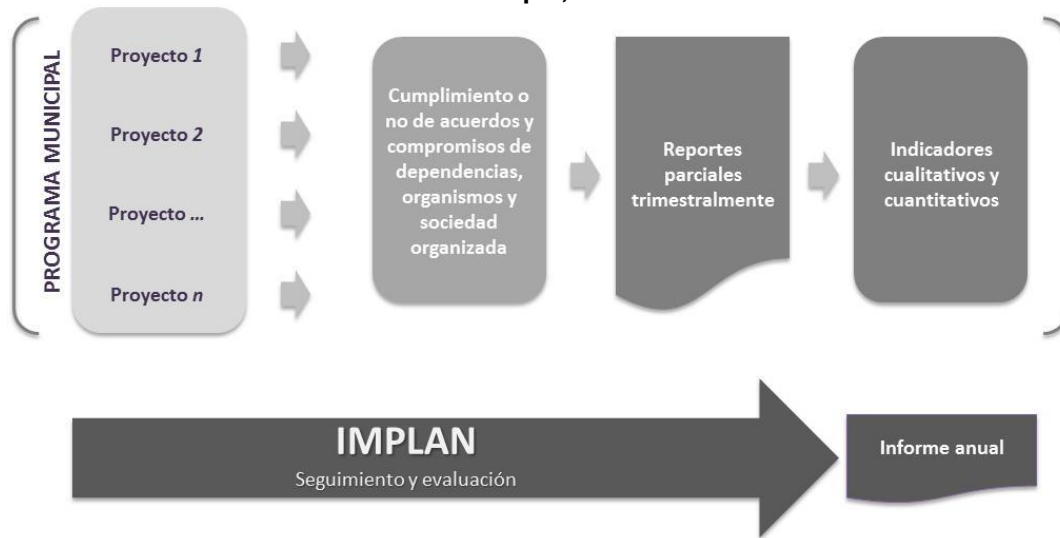 PROGRAMA MUNICIPAL
Proyecto 1
Proyecto 2
Proyecto ...
Proyecto n
Cumplimiento o
no de acuerdos y
compromisos de
dependencias,
organismos y
sociedad
organizada
Reportes
parciales
trimestralmente
Indicadores
cualitativos y
cuantitativos
IMPLAN
Seguimiento y evaluación
Informe anual